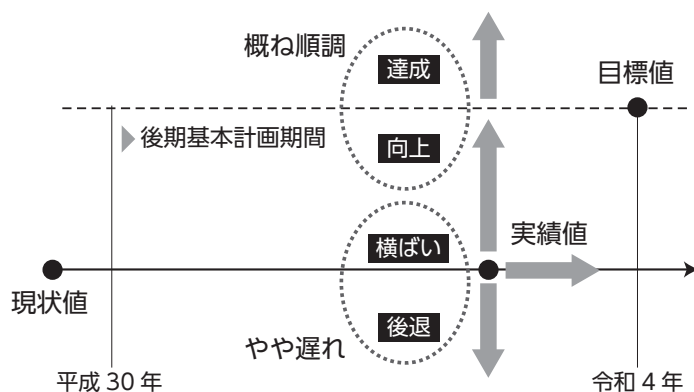 概ね順調
達成
目標値
後期基本計画期間
向上
横ばい
実績値
現状値
後退
やや遅れ
平成 30 年
令和 4 年